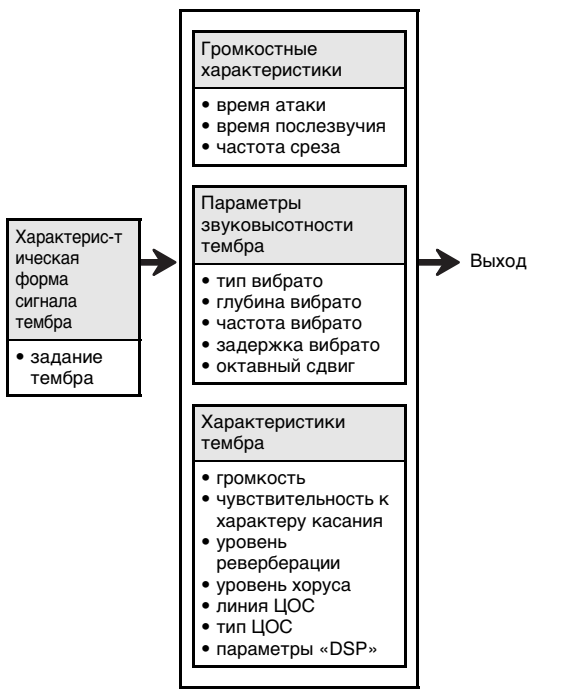 Характерис-т
ическая
форма
сигнала
тембра
• задание
тембра
Громкостные
характеристики
• время атаки
• время послезвучия
• частота среза
Параметры
звуковысотности
тембра
• тип вибрато
• глубина вибрато
• частота вибрато
• задержка вибрато
• октавный сдвиг
Характеристики
тембра
• громкость
• чувствительность к
характеру касания
• уровень
реверберации
• уровень хоруса
• линия ЦОС
• тип ЦОС
• параметры «DSP»
Выход